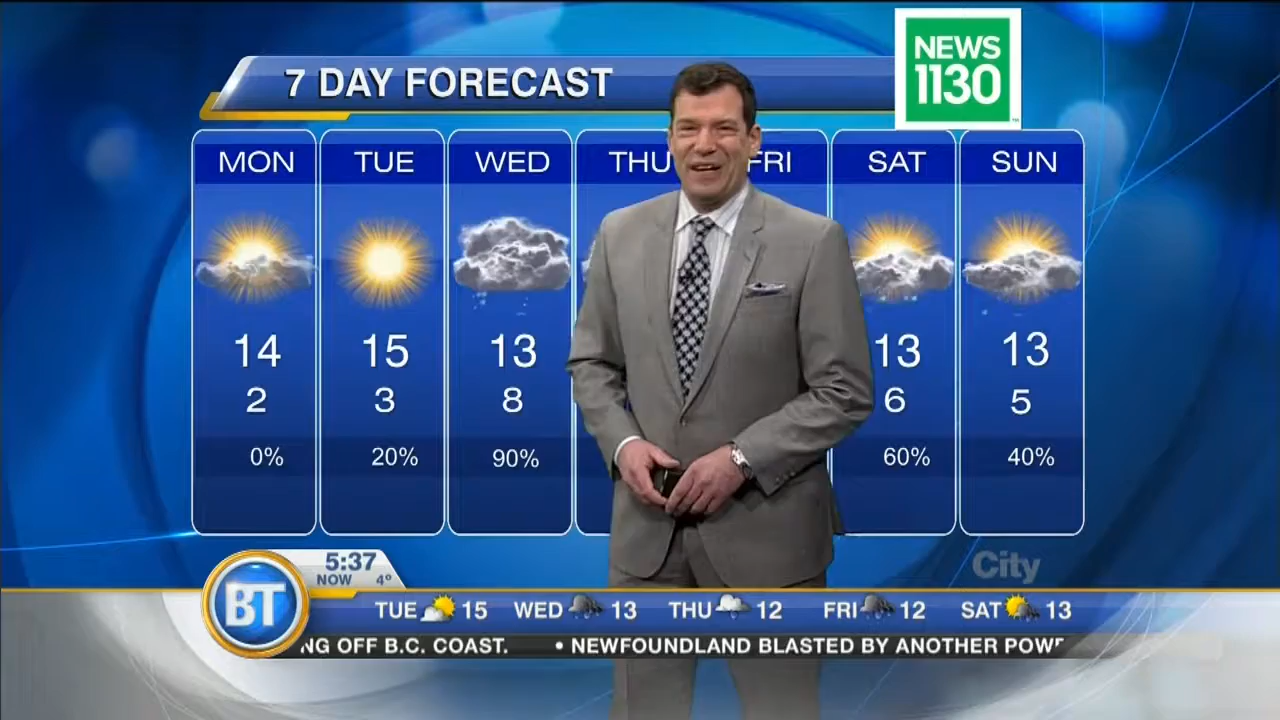 NEWS
1130
7 DAY FORECAST
MON TUE WED THU FRI SAT SUN
14 15 13 13 13
2 3 8 6 5
0% 20% 90% 60% 40%
City
5:37
NOW 4°
BT
TUE 15 WED 13 THU 12 FRI 12 SAT 13
NG OFF B.C. COAST. • NEWFOUNDLAND BLASTED BY ANOTHER POW